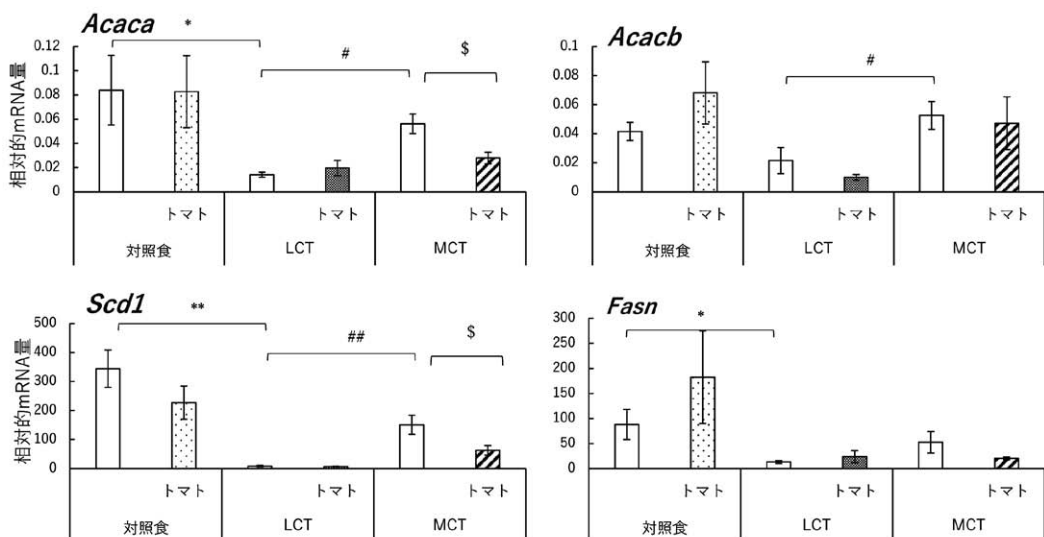 Acaca
*
#
$
相対的mRNA量
0.12
0.1
0.08
0.06
0.04
0.02
0
トマト
トマト
トマト
対照食
LCT
MCT
Acacb
#
0.1
0.08
0.06
0.04
0.02
0
トマト
トマト
トマト
対照食
LCT
MCT
Scd1
**
##
$
相対的mRNA量
500
400
300
200
100
0
トマト
トマト
トマト
対照食
LCT
MCT
Fasn
*
300
250
200
150
100
50
0
トマト
トマト
トマト
対照食
LCT
MCT